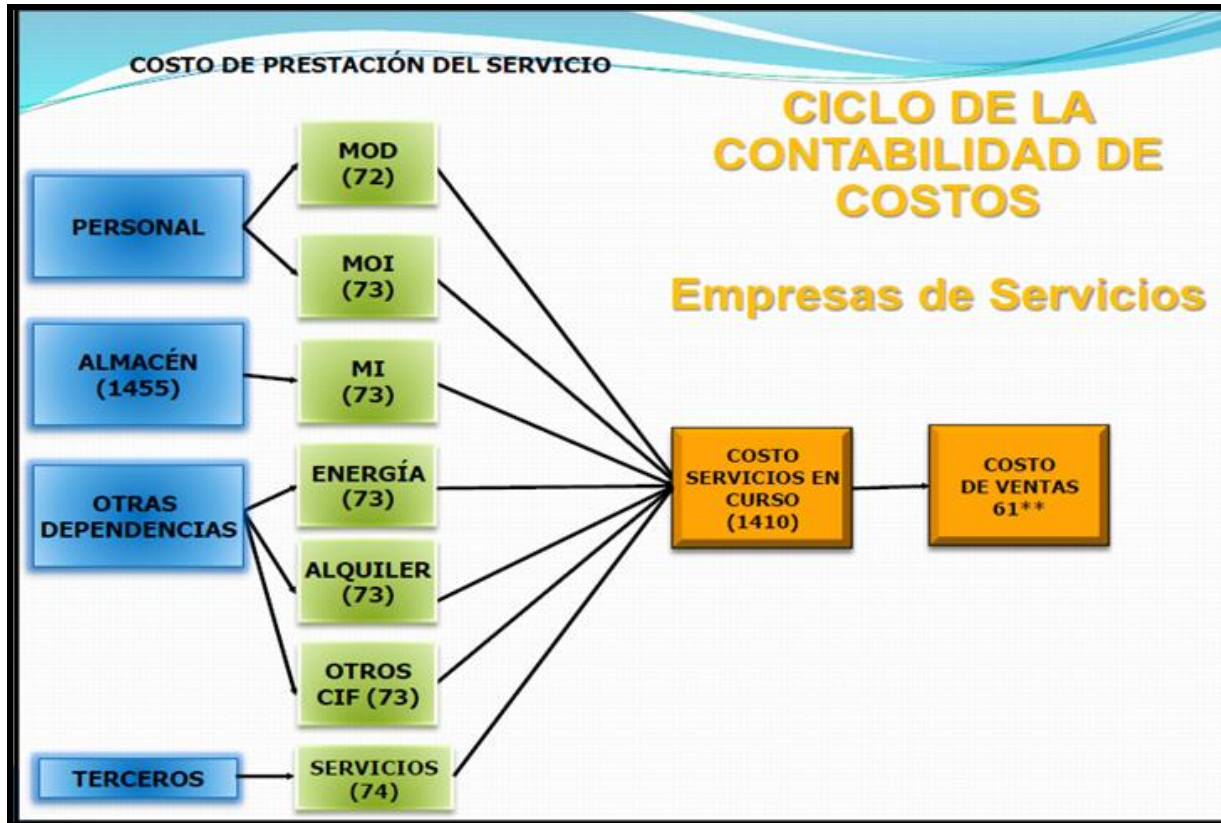 COSTO DE PRESTACIÓN DEL SERVICIO
CICLO DE LA
CONTABILIDAD DE
COSTOS
Empresas de Servicios
PERSONAL
MOD
(72)
MOI
(73)
ALMACÉN
(1455)
MI
(73)
OTRAS
DEPENDENCIAS
ENERGÍA
(73)
ALQUILER
(73)
OTROS
CIF (73)
TERCEROS
SERVICIOS
(74)
COSTO
SERVICIOS EN
CURSO
(1410)
COSTO
DE VENTAS
61**